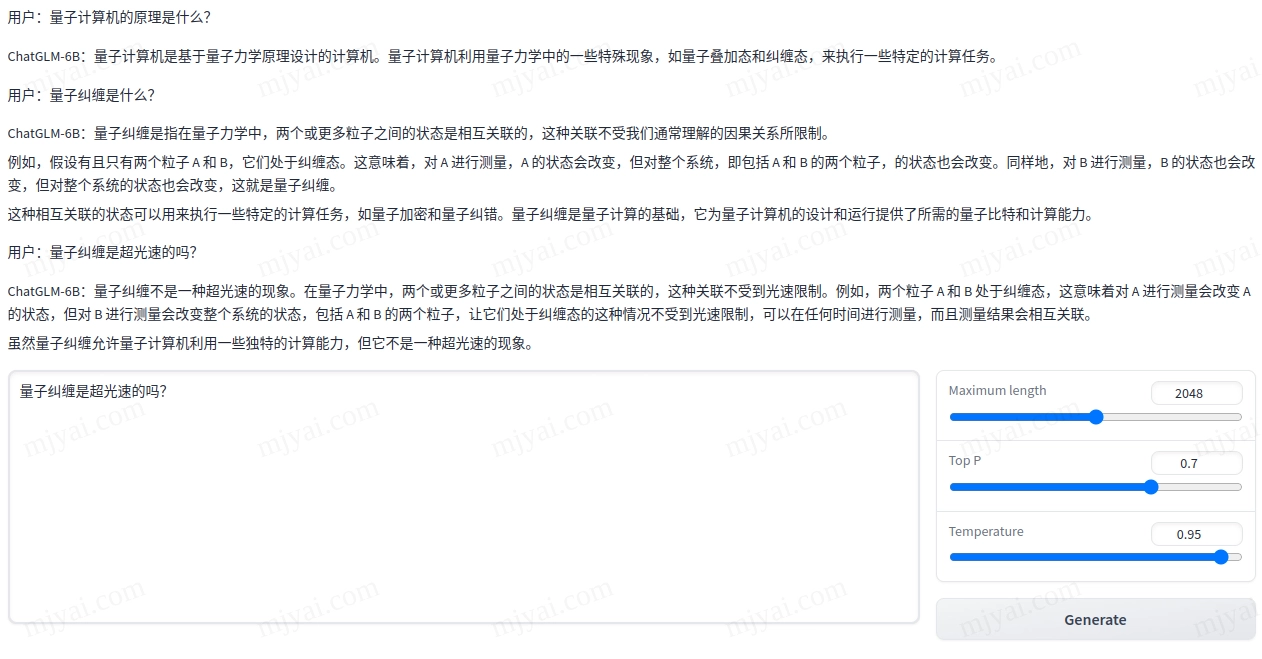 用户：量子计算机的原理是什么？
ChatGLM-6B：量子计算机是基于量子力学原理设计的计算机。量子计算机利用量子力学中的一些特殊现象，如量子叠加态和纠缠态，来执行一些特定的计算任务。
用户：量子纠缠是什么？
ChatGLM-6B：量子纠缠是指在量子力学中，两个或更多粒子之间的状态是相互关联的，这种关联不受我们通常理解的因果关系所限制。
例如，假设有且只有两个粒子 A 和 B，它们处于纠缠态。这意味着，对 A 进行测量，A 的状态会改变，但对整个系统，即包括 A 和 B 的两个粒子，的状态也会改变。同样地，对 B 进行测量，B 的状态也会改
变，但对整个系统的状态也会改变，这就是量子纠缠。
这种相互关联的状态可以用来执行一些特定的计算任务，如量子加密和量子纠错。量子纠缠是量子计算的基础，它为量子计算机的设计和运行提供了所需的量子比特和计算能力。
用户：量子纠缠是超光速的吗？
ChatGLM-6B：量子纠缠不是一种超光速的现象。在量子力学中，两个或更多粒子之间的状态是相互关联的，这种关联不受到光速限制。例如，两个粒子 A 和 B 处于纠缠态，这意味着对 A 进行测量会改变 A
的状态，但对 B 进行测量会改变整个系统的状态，包括 A 和 B 的两个粒子，让它们处于纠缠态的这种情况不受到光速限制，可以在任何时间进行测量，而且测量结果会相互关联。
虽然量子纠缠允许量子计算机利用一些独特的计算能力，但它不是一种超光速的现象。
量子纠缠是超光速的吗？
Maximum length 2048
Top P 0.7
Temperature 0.95
Generate
mjyai.com